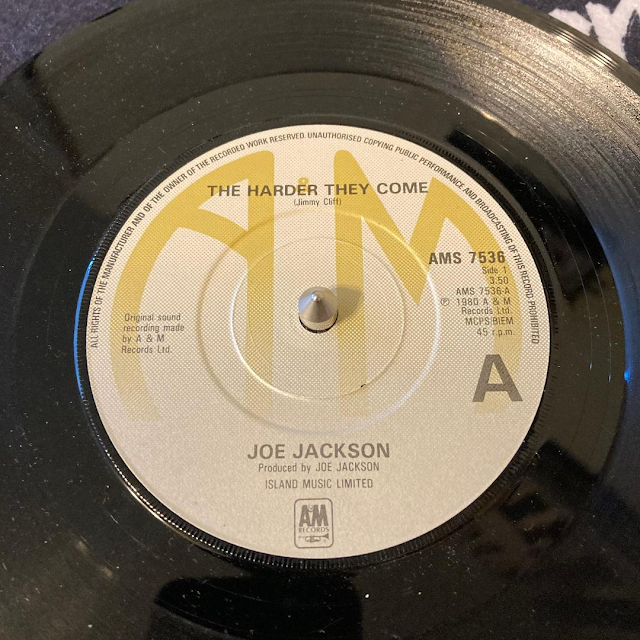 ALL RIGHTS OF THE MANUFACTURER AND OF THE OWNER OF THE RECORDED WORK RESERVED. UNAUTHORISED COPYING PUBLIC PERFORMANCE AND BROADCASTING OF THIS RECORD PROHIBITED
THE HARDER THEY COME
(Jimmy Cliff)
AMS 7536
Side 1
3.50
AMS 7536-A
℗ 1980 A & M
Records Ltd.
MCPS/BIEM
45 r.p.m.
Original sound
recording made
by A & M
Records Ltd.
A
JOE JACKSON
Produced by JOE JACKSON
ISLAND MUSIC LIMITED
A&M
RECORDS